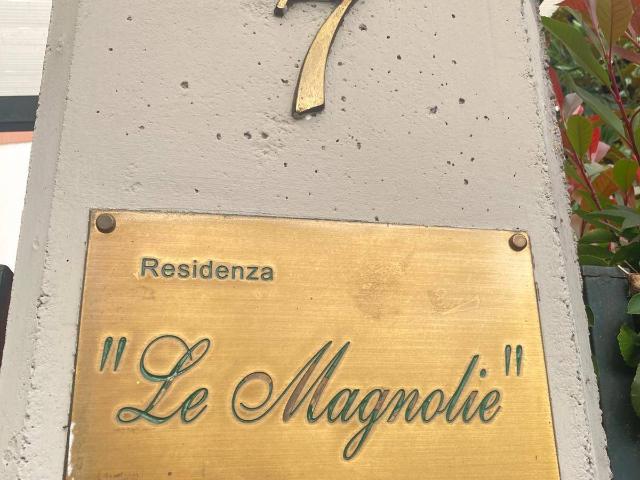 7
Residenza
"Le Magnolie"